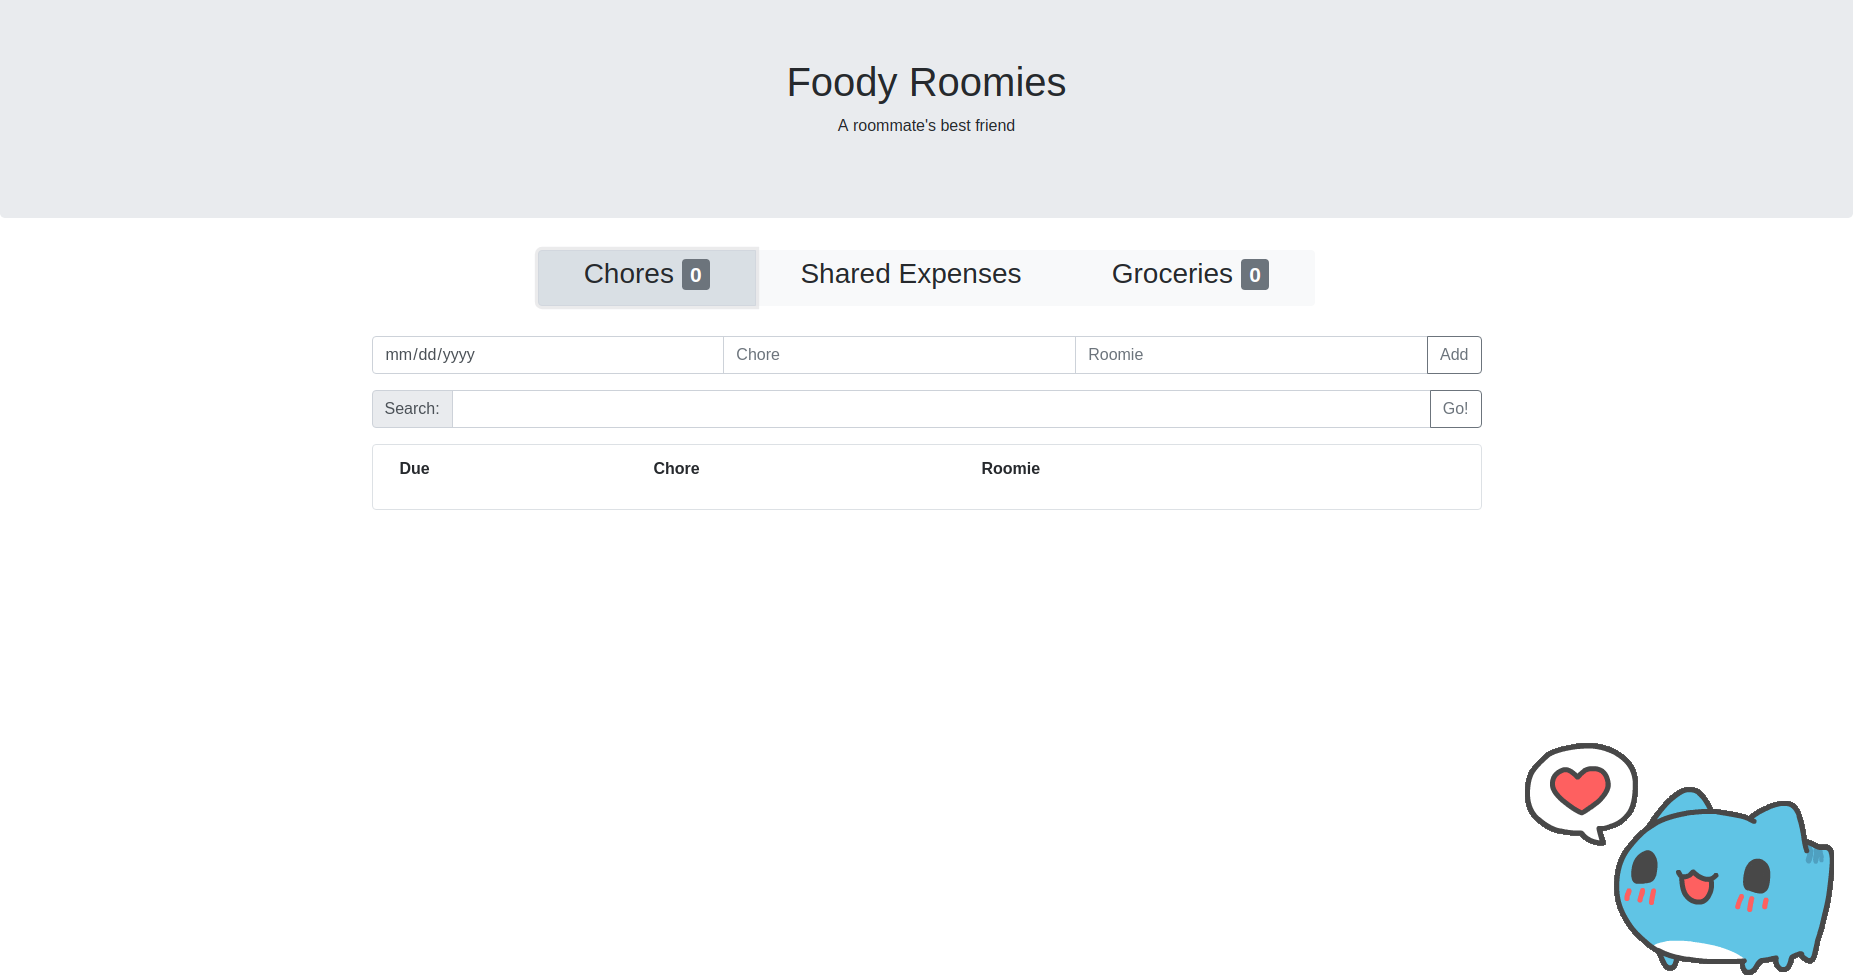 Foody Roomies
A roommate's best friend
Chores 0 Shared Expenses Groceries 0
mm/dd/yyyy Chore Roomie Add
Search: Go!
Due Chore Roomie